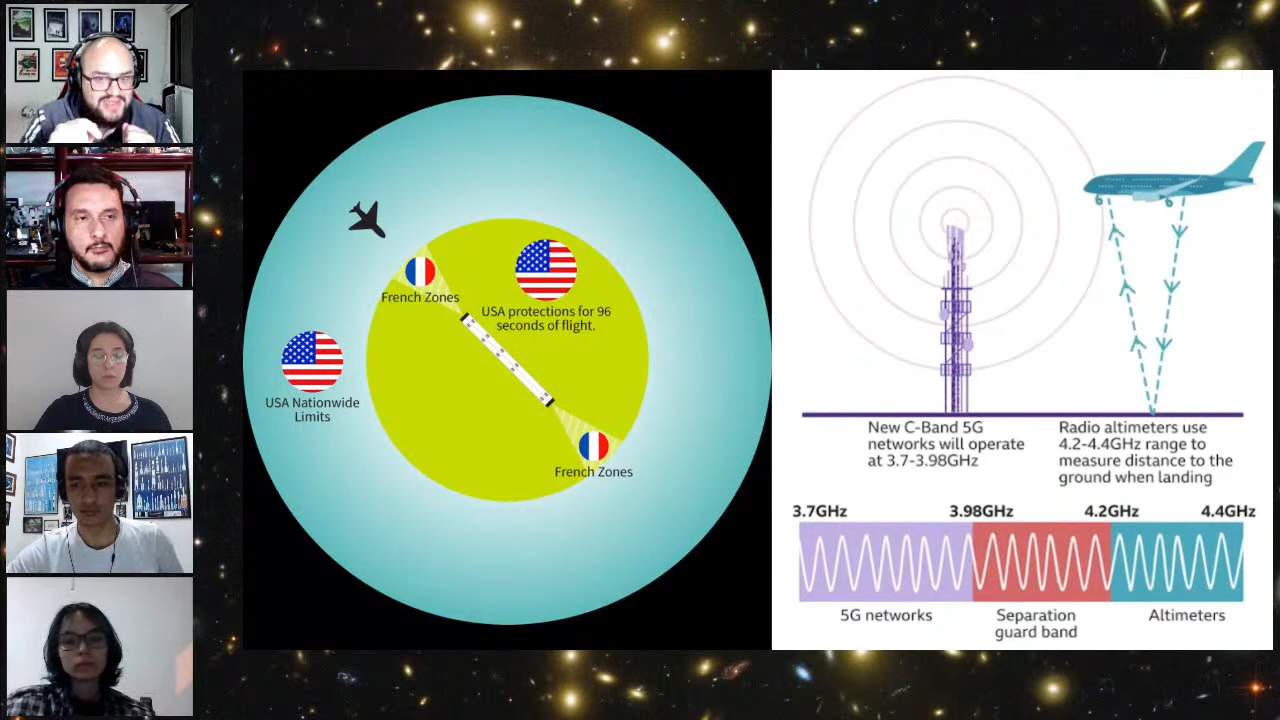 French Zones
USA protections for 96
seconds of flight.
USA Nationwide
Limits
French Zones
New C-Band 5G
networks will operate
at 3.7-3.98GHz
Radio altimeters use
4.2-4.4GHz range to
measure distance to the
ground when landing
3.7GHz
3.98GHz
4.2GHz
4.4GHz
5G networks
Separation
guard band
Altimeters